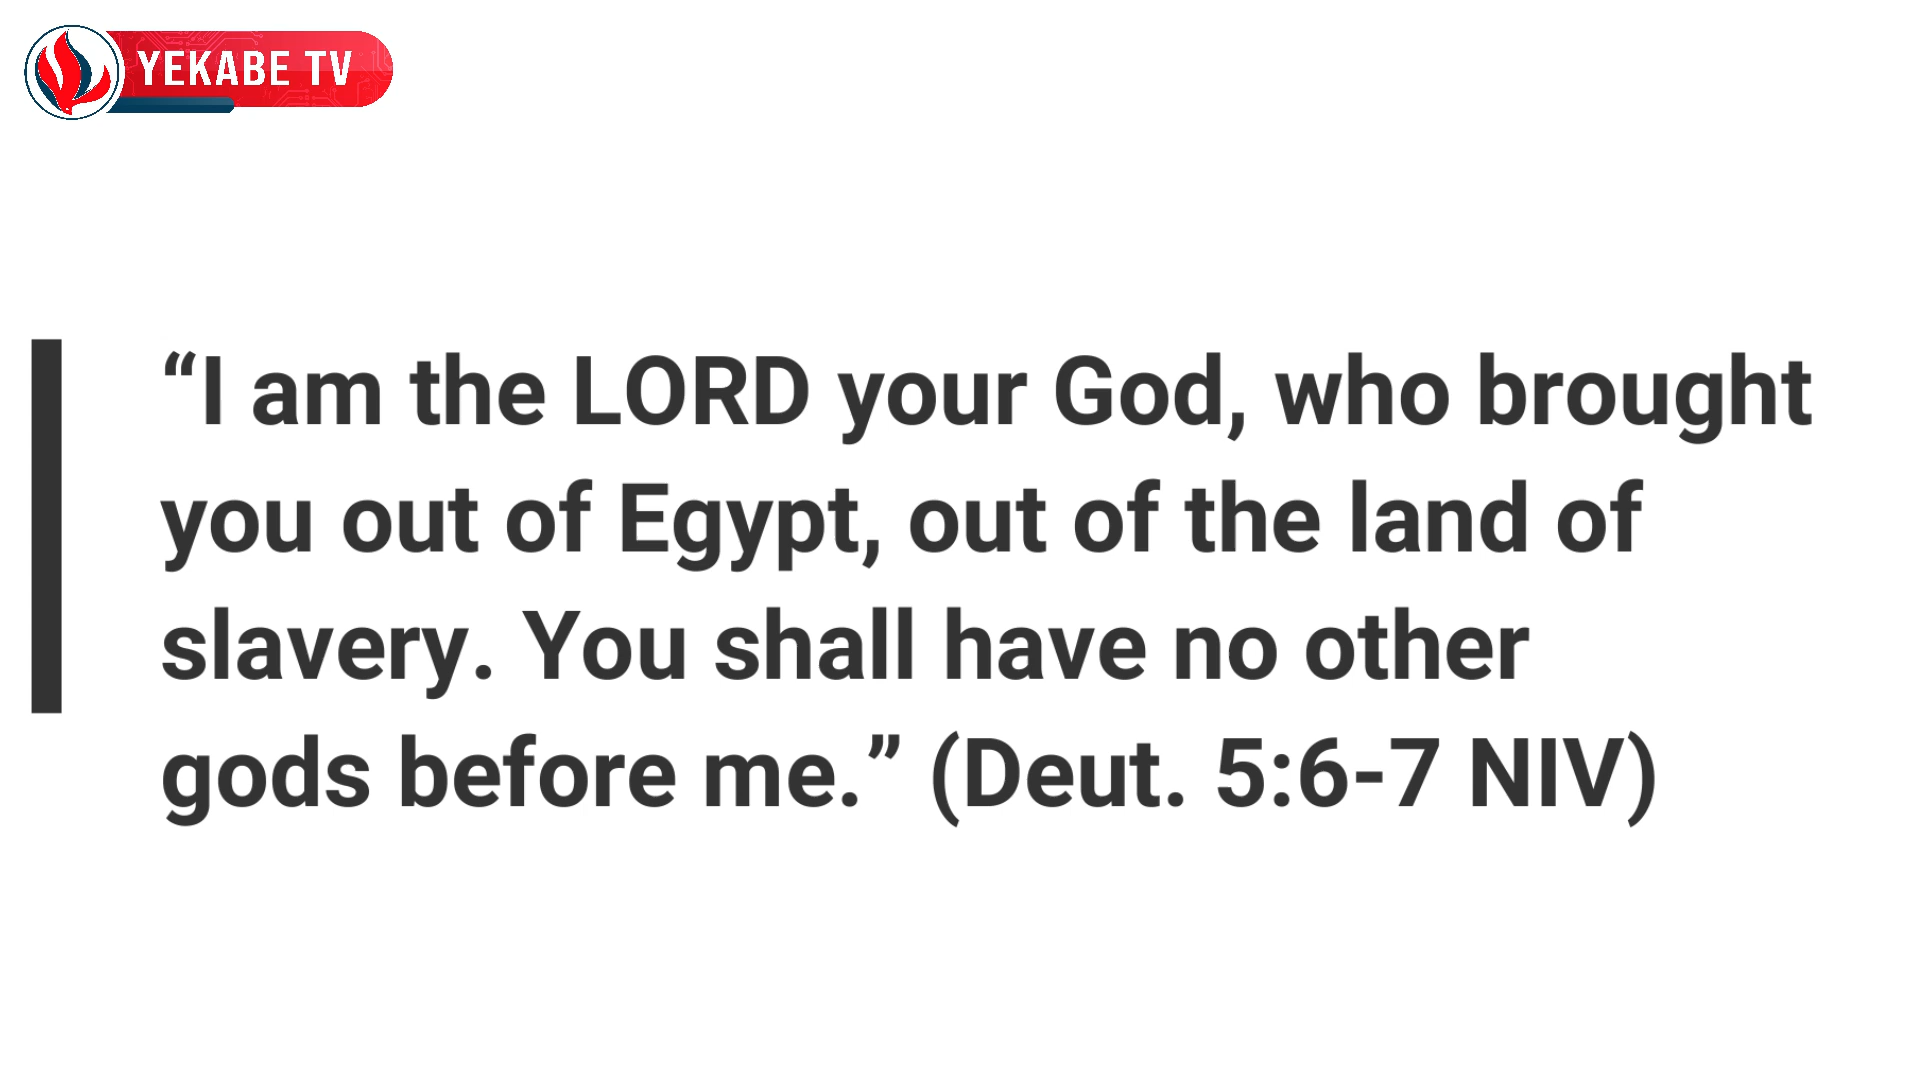 YEKABE TV
“I am the LORD your God, who brought
you out of Egypt, out of the land of
slavery. You shall have no other
gods before me.” (Deut. 5:6-7 NIV)